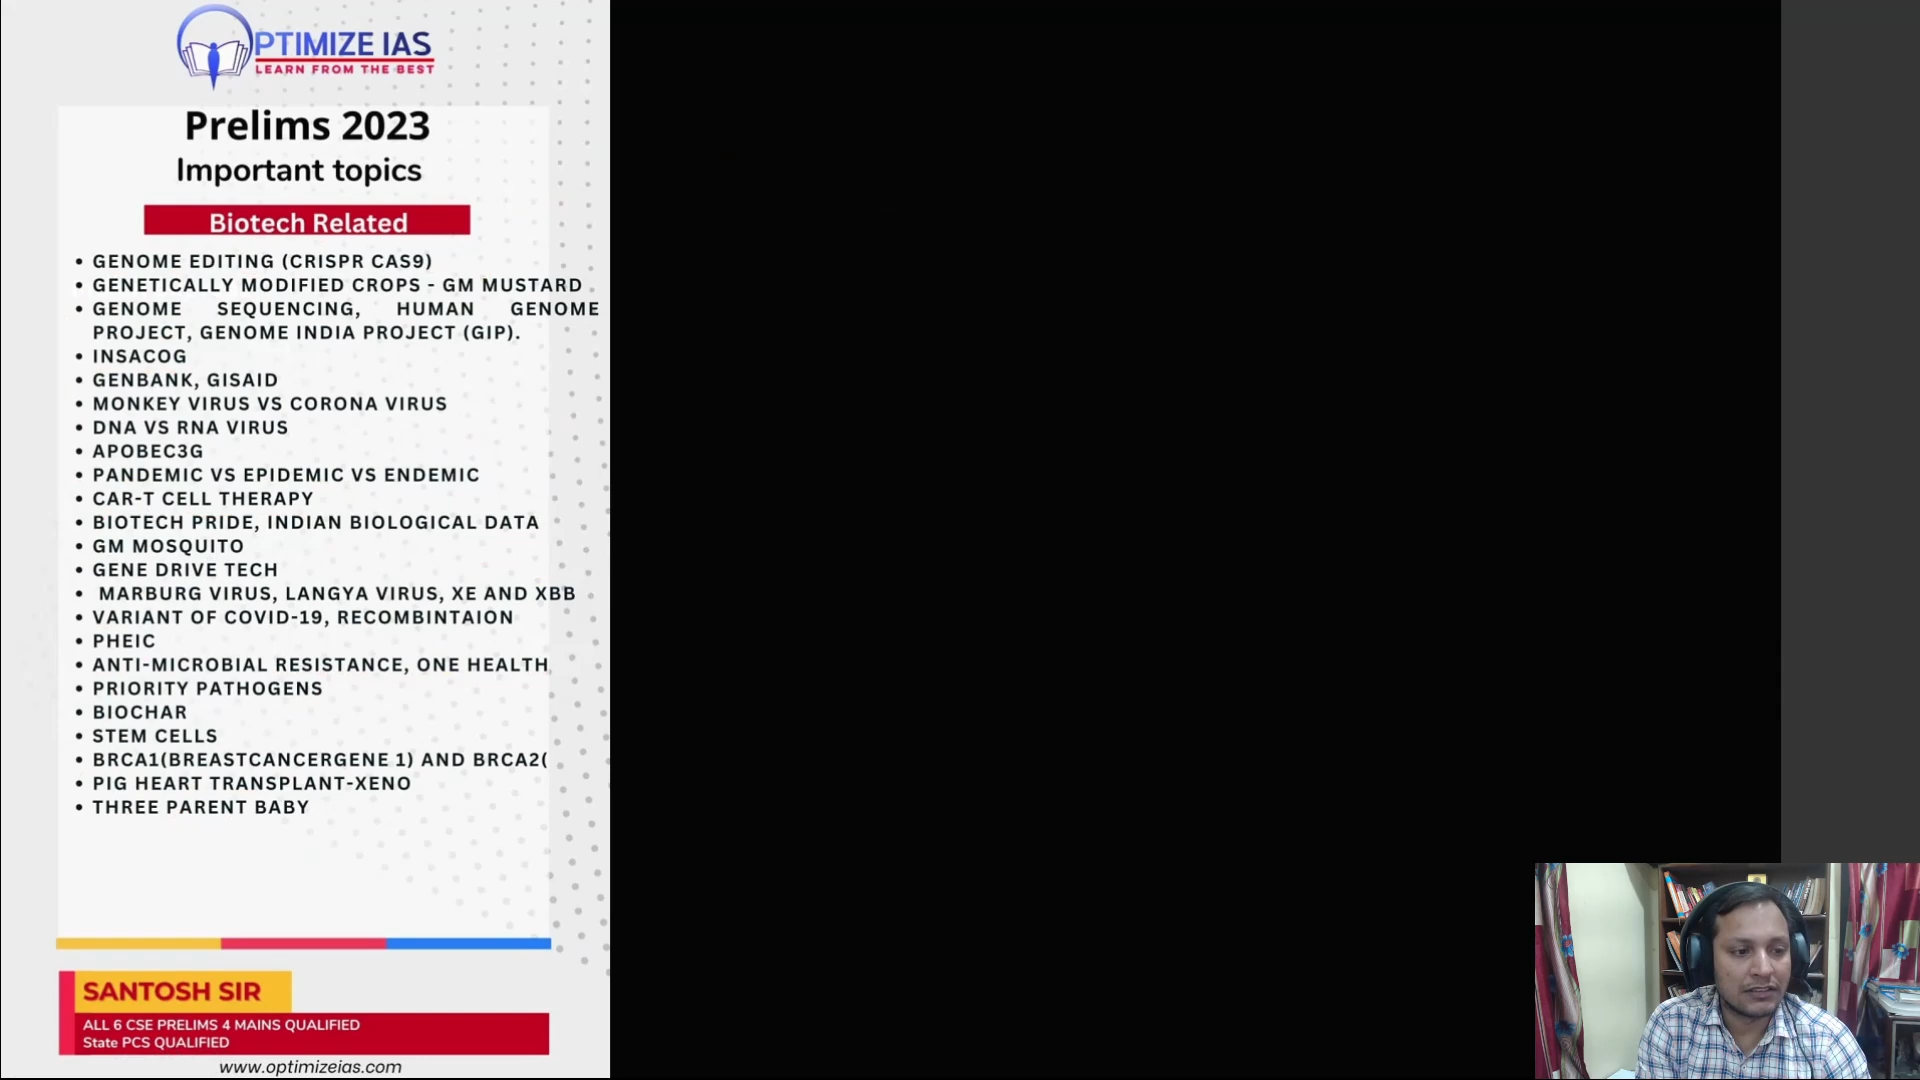 PTIMIZE IAS
LEARN FROM THE BEST
Prelims 2023
Important topics
Biotech Related
• GENOME EDITING (CRISPR CAS9)
• GENETICALLY MODIFIED CROPS - GM MUSTARD
• GENOME SEQUENCING, HUMAN GENOME
PROJECT, GENOME INDIA PROJECT (GIP).
• INSACOG
• GENBANK, GISAID
• MONKEY VIRUS VS CORONA VIRUS
• DNA VS RNA VIRUS
• APOBEC3G
• PANDEMIC VS EPIDEMIC VS ENDEMIC
• CAR-T CELL THERAPY
• BIOTECH PRIDE, INDIAN BIOLOGICAL DATA
• GM MOSQUITO
• GENE DRIVE TECH
• MARBURG VIRUS, LANGYA VIRUS, XE AND XBB
• VARIANT OF COVID-19, RECOMBINTAION
• PHEIC
• ANTI-MICROBIAL RESISTANCE, ONE HEALTH
• PRIORITY PATHOGENS
• BIOCHAR
• STEM CELLS
• BRCA1(BREASTCANCERGENE 1) AND BRCA2(
• PIG HEART TRANSPLANT-XENO
• THREE PARENT BABY
SANTOSH SIR
ALL 6 CSE PRELIMS 4 MAINS QUALIFIED
State PCS QUALIFIED
www.optimizeias.com